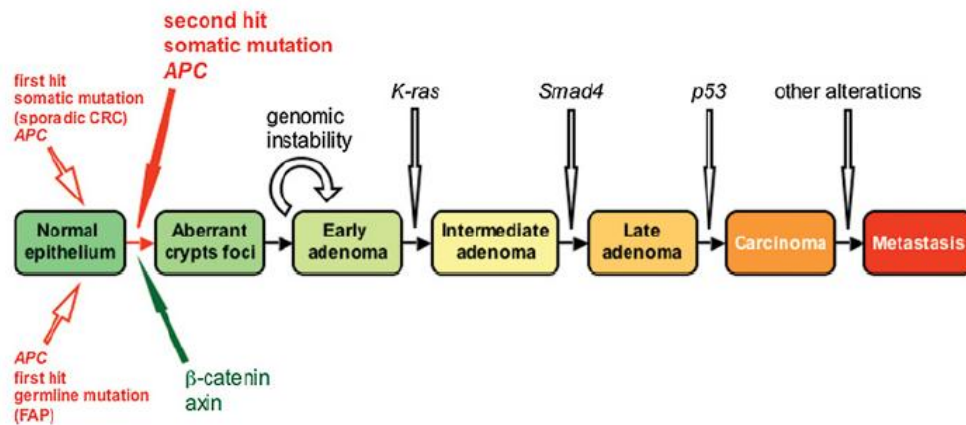 second hit
somatic mutation
APC
first hit
somatic mutation
(sporadic CRC)
APC
genomic
instability
K-ras
Smad4
p53
other alterations
Normal
epithelium
Aberrant
crypts foci
Early
adenoma
Intermediate
adenoma
Late
adenoma
Carcinoma
Metastasis
APC
first hit
germline mutation
(FAP)
β-catenin
axin